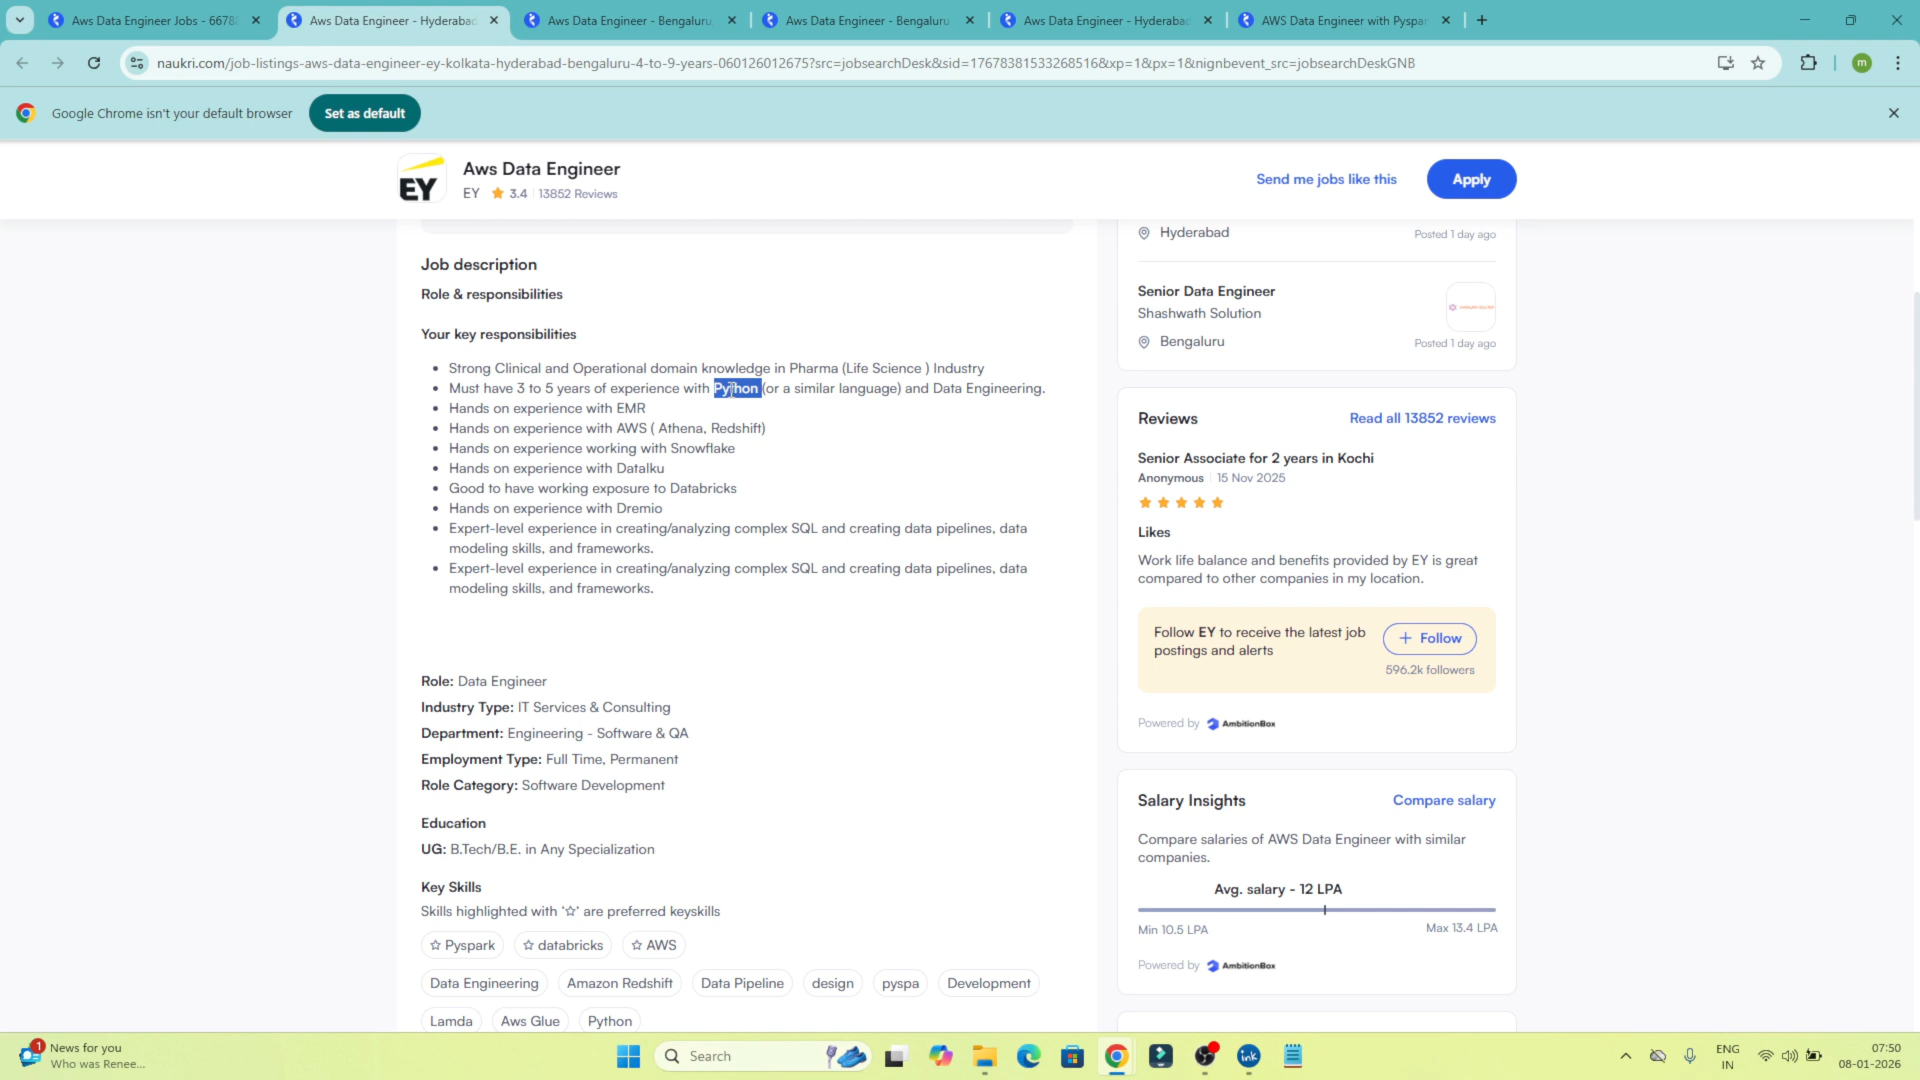 Aws Data Engineer Jobs - 6678
Aws Data Engineer - Hyderabad
Aws Data Engineer - Bengaluru,
Aws Data Engineer - Bengaluru
Aws Data Engineer - Hyderabad
AWS Data Engineer with Pyspar
naukri.com/job-listings-aws-data-engineer-ey-kolkata-hyderabad-bengaluru-4-to-9-years-060126012675?src=jobsearchDesk&sid=17678381533268516&xp=1&px=1&nignbevent_src=jobsearchDeskGNB
m
Google Chrome isn't your default browser
Set as default
EY
Aws Data Engineer
EY 3.4 13852 Reviews
Send me jobs like this
Apply
Job description
Role & responsibilities
Your key responsibilities
• Strong Clinical and Operational domain knowledge in Pharma (Life Science ) Industry
• Must have 3 to 5 years of experience with Python (or a similar language) and Data Engineering.
• Hands on experience with EMR
• Hands on experience with AWS ( Athena, Redshift)
• Hands on experience working with Snowflake
• Hands on experience with DataIku
• Good to have working exposure to Databricks
• Hands on experience with Dremio
• Expert-level experience in creating/analyzing complex SQL and creating data pipelines, data
modeling skills, and frameworks.
• Expert-level experience in creating/analyzing complex SQL and creating data pipelines, data
modeling skills, and frameworks.
Role: Data Engineer
Industry Type: IT Services & Consulting
Department: Engineering - Software & QA
Employment Type: Full Time, Permanent
Role Category: Software Development
Education
UG: B.Tech/B.E. in Any Specialization
Key Skills
Skills highlighted with ‘☆’ are preferred keyskills
☆ Pyspark ☆ databricks ☆ AWS
Data Engineering Amazon Redshift Data Pipeline design pyspa Development
Lamda Aws Glue Python
Hyderabad Posted 1 day ago
Senior Data Engineer
Shashwath Solution
Bengaluru Posted 1 day ago
Reviews Read all 13852 reviews
Senior Associate for 2 years in Kochi
Anonymous 15 Nov 2025
Likes
Work life balance and benefits provided by EY is great
compared to other companies in my location.
Follow EY to receive the latest job
postings and alerts
+ Follow
596.2k followers
Powered by AmbitionBox
Salary Insights Compare salary
Compare salaries of AWS Data Engineer with similar
companies.
Avg. salary - 12 LPA
Min 10.5 LPA Max 13.4 LPA
Powered by AmbitionBox
1
News for you
Who was Renee...
Search
ink
ENG
IN
07:50
08-01-2026